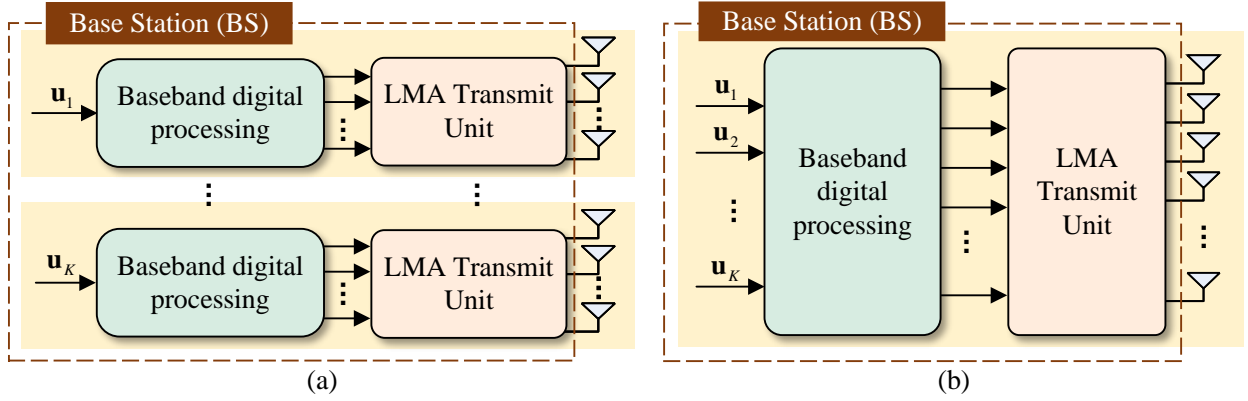 Base Station (BS)
u1
Baseband digital
processing
LMA Transmit
Unit
uK
Baseband digital
processing
LMA Transmit
Unit
(a)
Base Station (BS)
u1
u2
uK
Baseband
digital
processing
LMA
Transmit
Unit
(b)